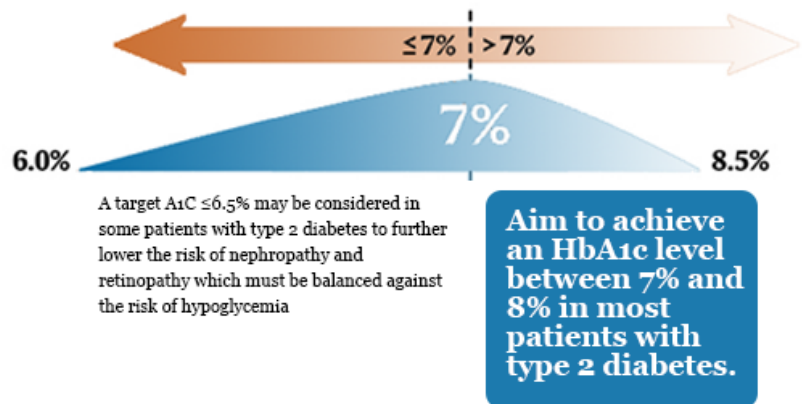 ≤7% >7%
7%
6.0% 8.5%
A target A1C ≤6.5% may be considered in
some patients with type 2 diabetes to further
lower the risk of nephropathy and
retinopathy which must be balanced against
the risk of hypoglycemia
Aim to achieve
an HbA1c level
between 7% and
8% in most
patients with
type 2 diabetes.